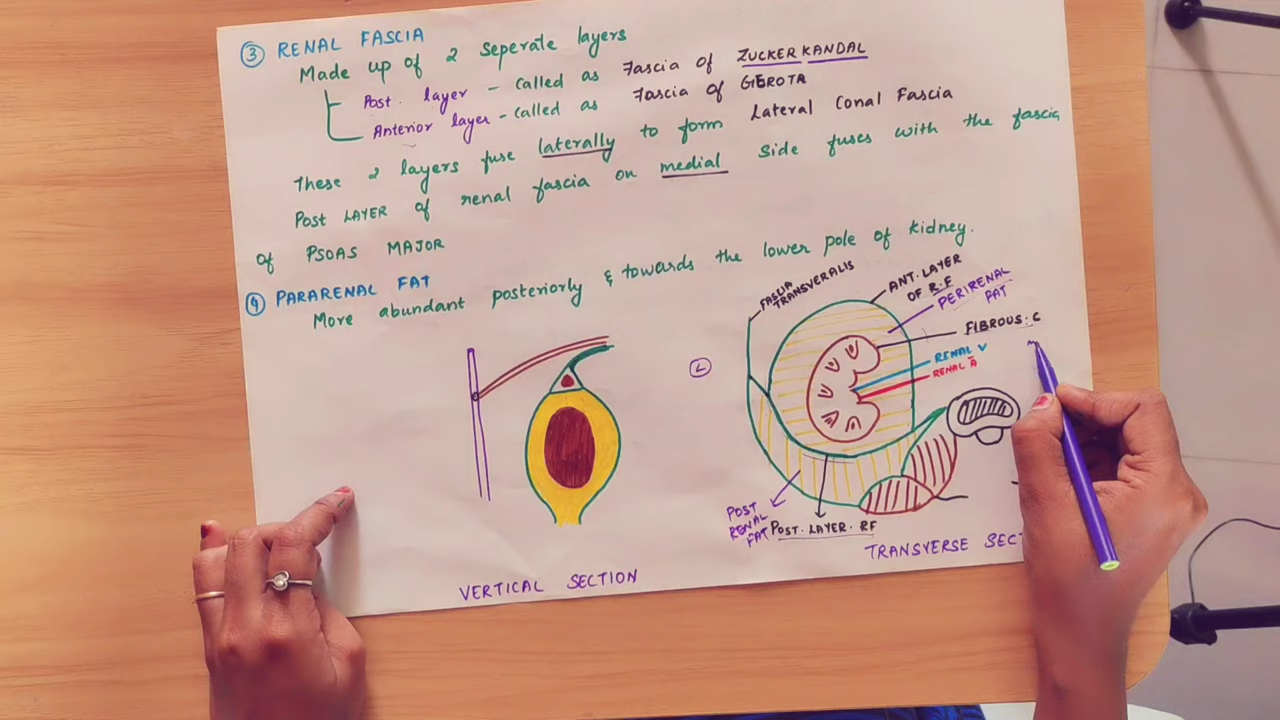 ③ RENAL FASCIA
Made up of 2 seperate layers
Post. layer - called as Fascia of ZUCKERKANDAL
Anterior layer - called as Fascia of GEROTA
These 2 layers fuse laterally to form Lateral Conal Fascia
Post LAYER of renal fascia on medial side fuses with the fascia
of PSOAS MAJOR
④ PARARENAL FAT
More abundant posteriorly & towards the lower pole of kidney.
FASCIA
TRANSVERALIS
ANT. LAYER
OF R.F
PERIRENAL
FAT
FIBROUS. C
RENAL V
RENAL A
L
POST
RENAL
FAT
POST. LAYER. RF
VERTICAL SECTION
TRANSVERSE SECT